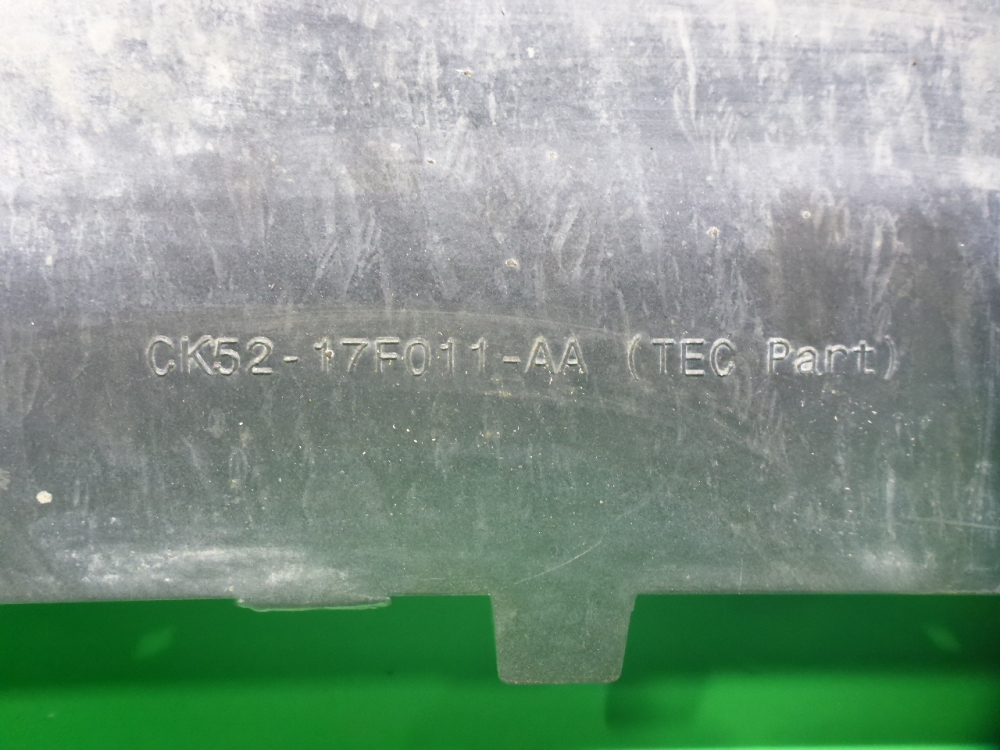 CK52-17F011-AA (TEC Part)